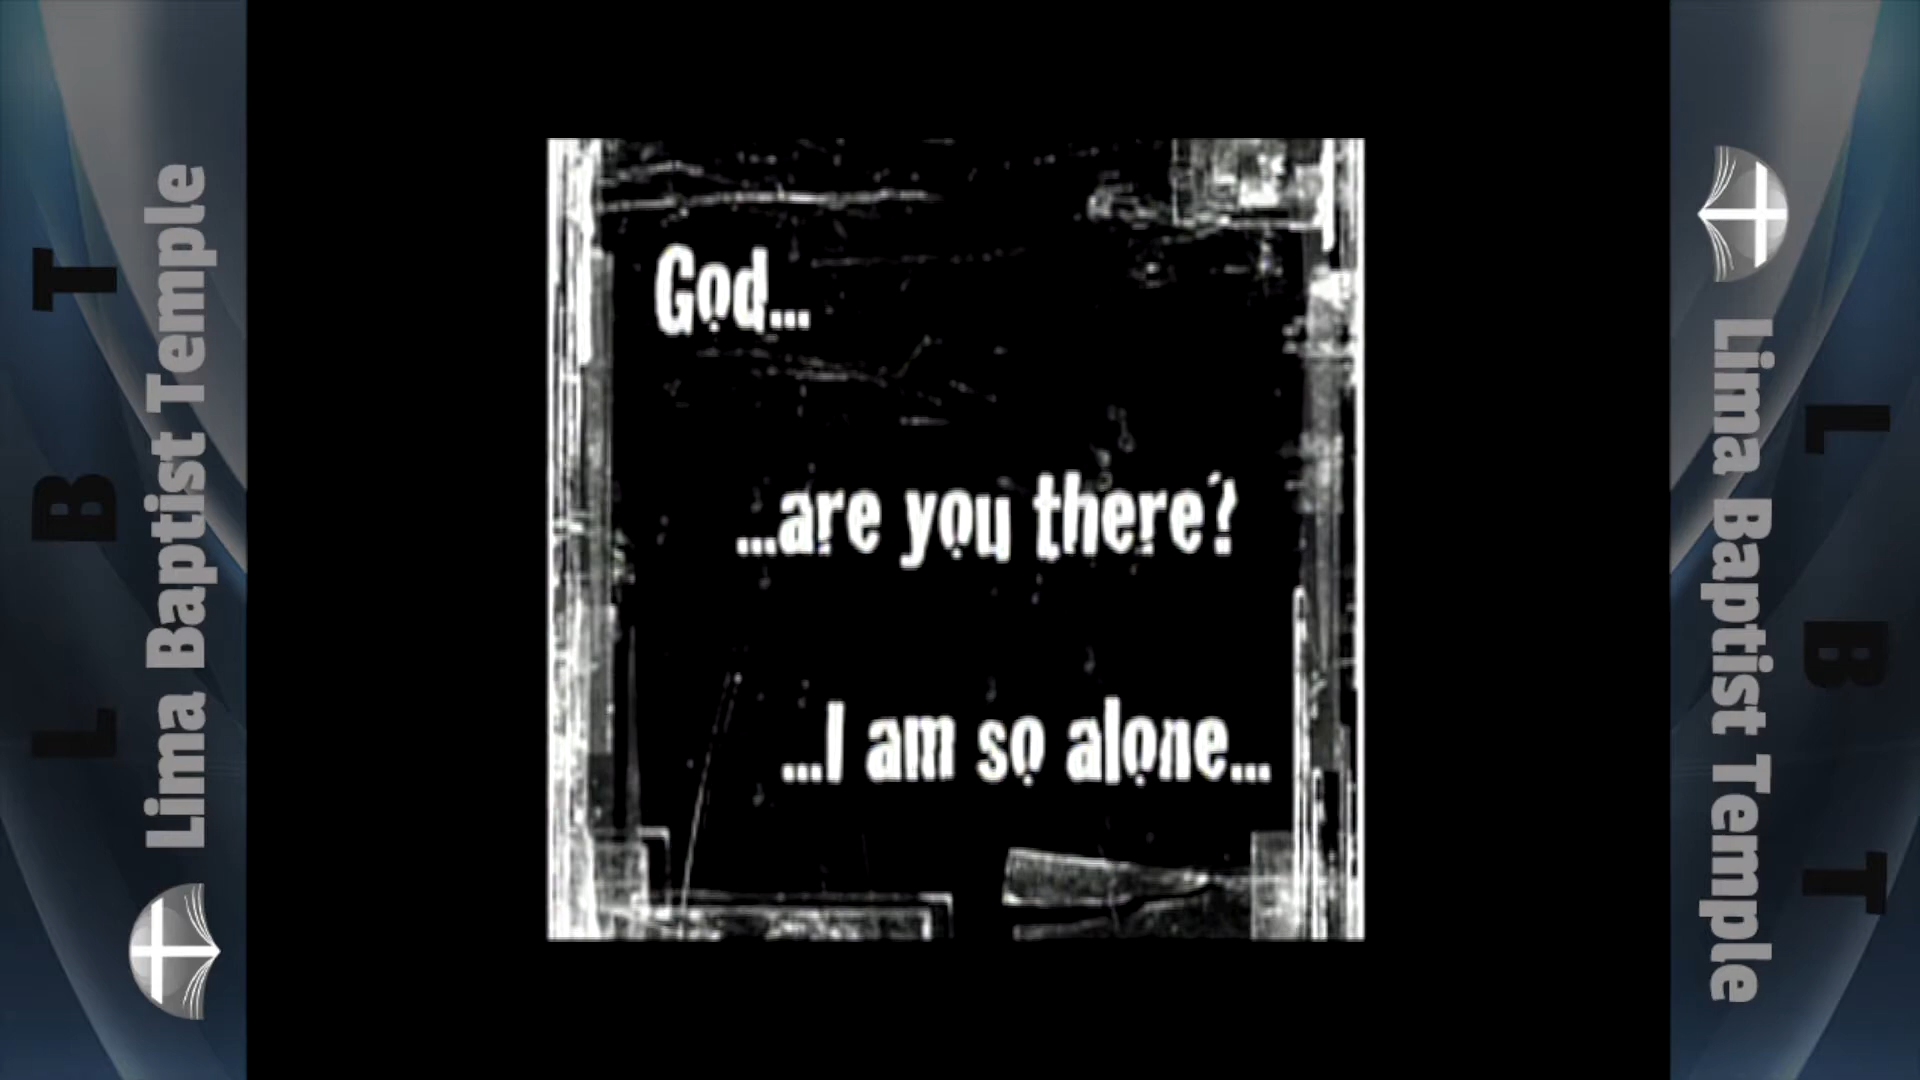 L B T
Lima Baptist Temple
God...
...are you there?
...I am so alone...
Lima Baptist Temple
L B T